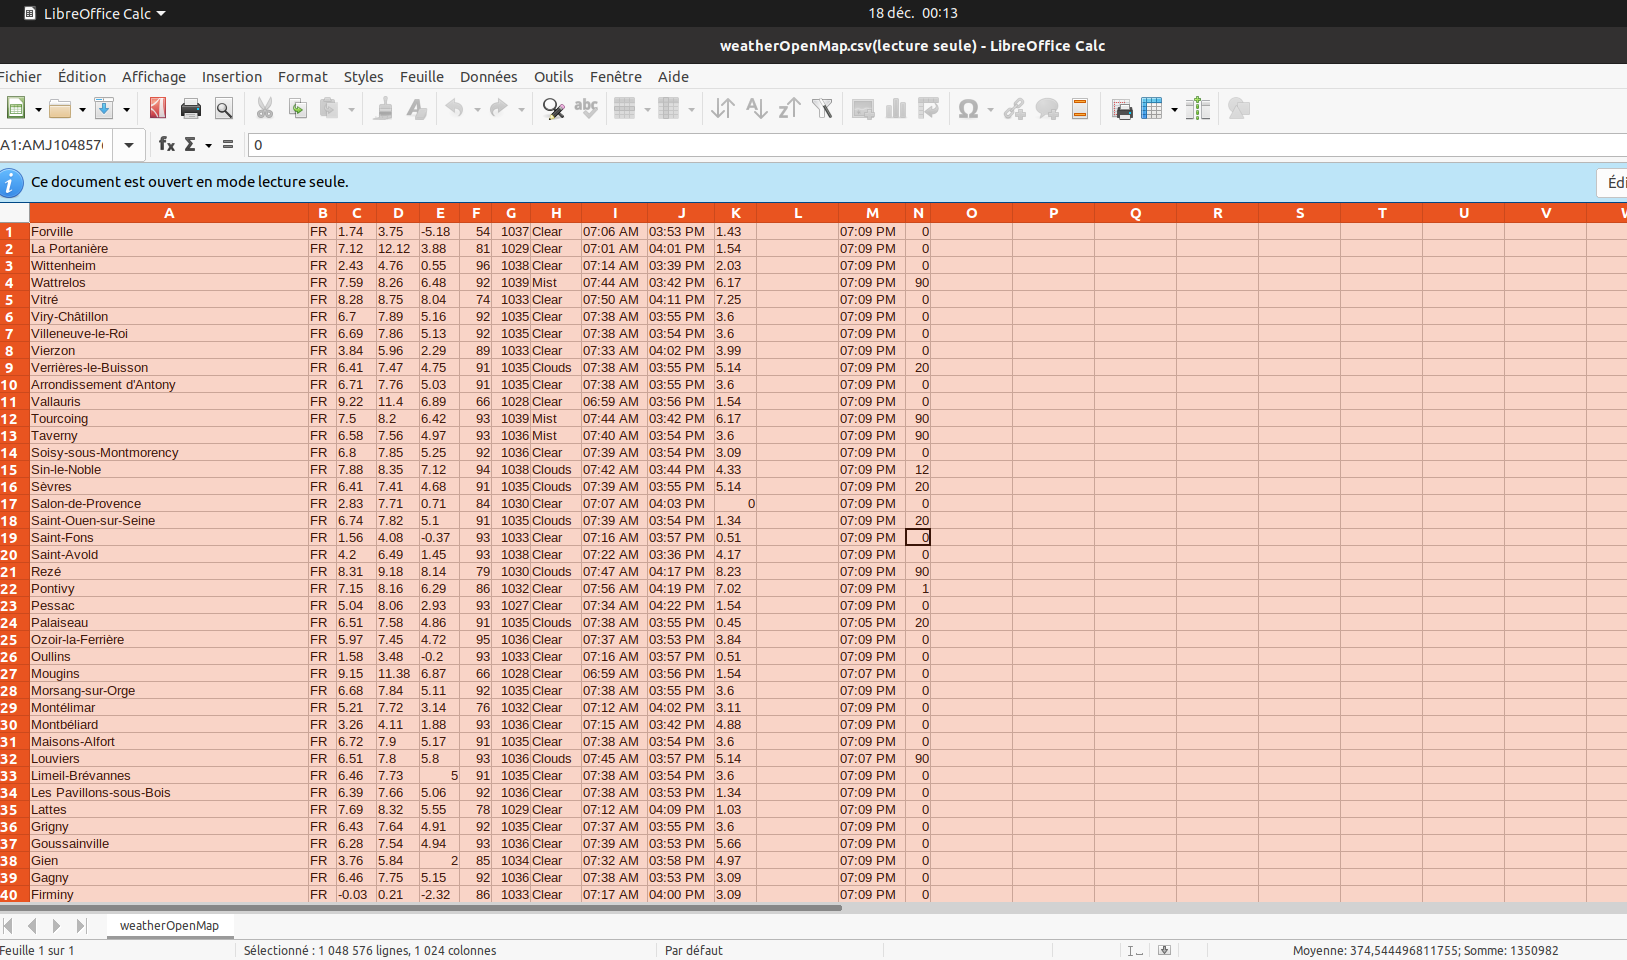 LibreOffice Calc
18 déc.  00:13
weatherOpenMap.csv(lecture seule) - LibreOffice Calc
Fichier Édition Affichage Insertion Format Styles Feuille Données Outils Fenêtre Aide
A1:AMJ1048576 fx Σ = 0
Ce document est ouvert en mode lecture seule. Édi
A B C D E F G H I J K L M N O P Q R S T U V W
1 Forville FR 1.74 3.75 -5.18 54 1037 Clear 07:06 AM 03:53 PM 1.43 07:09 PM 0
2 La Portanière FR 7.12 12.12 3.88 81 1029 Clear 07:01 AM 04:01 PM 1.54 07:09 PM 0
3 Wittenheim FR 2.43 4.76 0.55 96 1038 Clear 07:14 AM 03:39 PM 2.03 07:09 PM 0
4 Wattrelos FR 7.59 8.26 6.48 92 1039 Mist 07:44 AM 03:42 PM 6.17 07:09 PM 90
5 Vitré FR 8.28 8.75 8.04 74 1033 Clear 07:50 AM 04:11 PM 7.25 07:09 PM 0
6 Viry-Châtillon FR 6.7 7.89 5.16 92 1035 Clear 07:38 AM 03:55 PM 3.6 07:09 PM 0
7 Villeneuve-le-Roi FR 6.69 7.86 5.13 92 1035 Clear 07:38 AM 03:54 PM 3.6 07:09 PM 0
8 Vierzon FR 3.84 5.96 2.29 89 1033 Clear 07:33 AM 04:02 PM 3.99 07:09 PM 0
9 Verrières-le-Buisson FR 6.41 7.47 4.75 91 1035 Clouds 07:38 AM 03:55 PM 5.14 07:09 PM 20
10 Arrondissement d'Antony FR 6.71 7.76 5.03 91 1035 Clear 07:38 AM 03:55 PM 3.6 07:09 PM 0
11 Vallauris FR 9.22 11.4 6.89 66 1028 Clear 06:59 AM 03:56 PM 1.54 07:09 PM 0
12 Tourcoing FR 7.5 8.2 6.42 93 1039 Mist 07:44 AM 03:42 PM 6.17 07:09 PM 90
13 Taverny FR 6.58 7.56 4.97 93 1036 Mist 07:40 AM 03:54 PM 3.6 07:09 PM 90
14 Soisy-sous-Montmorency FR 6.8 7.85 5.25 92 1036 Clear 07:39 AM 03:54 PM 3.09 07:09 PM 0
15 Sin-le-Noble FR 7.88 8.35 7.12 94 1038 Clouds 07:42 AM 03:44 PM 4.33 07:09 PM 12
16 Sèvres FR 6.41 7.41 4.68 91 1035 Clouds 07:39 AM 03:55 PM 5.14 07:09 PM 20
17 Salon-de-Provence FR 2.83 7.71 0.71 84 1030 Clear 07:07 AM 04:03 PM 0 07:09 PM 0
18 Saint-Ouen-sur-Seine FR 6.74 7.82 5.1 91 1035 Clouds 07:39 AM 03:54 PM 1.34 07:09 PM 20
19 Saint-Fons FR 1.56 4.08 -0.37 93 1033 Clear 07:16 AM 03:57 PM 0.51 07:09 PM 0
20 Saint-Avold FR 4.2 6.49 1.45 93 1038 Clear 07:22 AM 03:36 PM 4.17 07:09 PM 0
21 Rezé FR 8.31 9.18 8.14 79 1030 Clouds 07:47 AM 04:17 PM 8.23 07:09 PM 90
22 Pontivy FR 7.15 8.16 6.29 86 1032 Clear 07:56 AM 04:19 PM 7.02 07:09 PM 1
23 Pessac FR 5.04 8.06 2.93 93 1027 Clear 07:34 AM 04:22 PM 1.54 07:09 PM 0
24 Palaiseau FR 6.51 7.58 4.86 91 1035 Clouds 07:38 AM 03:55 PM 0.45 07:05 PM 20
25 Ozoir-la-Ferrière FR 5.97 7.45 4.72 95 1036 Clear 07:37 AM 03:53 PM 3.84 07:09 PM 0
26 Oullins FR 1.58 3.48 -0.2 93 1033 Clear 07:16 AM 03:57 PM 0.51 07:09 PM 0
27 Mougins FR 9.15 11.38 6.87 66 1028 Clear 06:59 AM 03:56 PM 1.54 07:07 PM 0
28 Morsang-sur-Orge FR 6.68 7.84 5.11 92 1035 Clear 07:38 AM 03:55 PM 3.6 07:09 PM 0
29 Montélimar FR 5.21 7.72 3.14 76 1032 Clear 07:12 AM 04:02 PM 3.11 07:09 PM 0
30 Montbéliard FR 3.26 4.11 1.88 93 1036 Clear 07:15 AM 03:42 PM 4.88 07:09 PM 0
31 Maisons-Alfort FR 6.72 7.9 5.17 91 1035 Clear 07:38 AM 03:54 PM 3.6 07:09 PM 0
32 Louviers FR 6.51 7.8 5.8 93 1036 Clouds 07:45 AM 03:57 PM 5.14 07:07 PM 90
33 Limeil-Brévannes FR 6.46 7.73 5 91 1035 Clear 07:38 AM 03:54 PM 3.6 07:09 PM 0
34 Les Pavillons-sous-Bois FR 6.39 7.66 5.06 92 1036 Clear 07:38 AM 03:53 PM 1.34 07:09 PM 0
35 Lattes FR 7.69 8.32 5.55 78 1029 Clear 07:12 AM 04:09 PM 1.03 07:09 PM 0
36 Grigny FR 6.43 7.64 4.91 92 1035 Clear 07:37 AM 03:55 PM 3.6 07:09 PM 0
37 Goussainville FR 6.28 7.54 4.94 93 1036 Clear 07:39 AM 03:53 PM 5.66 07:09 PM 0
38 Gien FR 3.76 5.84 2 85 1034 Clear 07:32 AM 03:58 PM 4.97 07:09 PM 0
39 Gagny FR 6.46 7.75 5.15 92 1036 Clear 07:38 AM 03:53 PM 3.09 07:09 PM 0
40 Firminy FR -0.03 0.21 -2.32 86 1033 Clear 07:17 AM 04:00 PM 3.09 07:09 PM 0
weatherOpenMap
Feuille 1 sur 1 Sélectionné : 1 048 576 lignes, 1 024 colonnes Par défaut Moyenne: 374,544496811755; Somme: 1350982